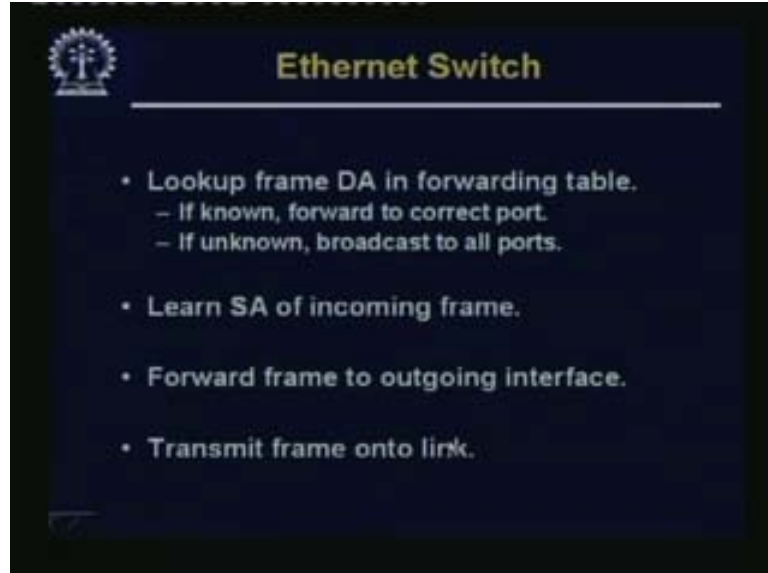 Ethernet Switch
• Lookup frame DA in forwarding table.
– If known, forward to correct port.
– If unknown, broadcast to all ports.
• Learn SA of incoming frame.
• Forward frame to outgoing interface.
• Transmit frame onto link.